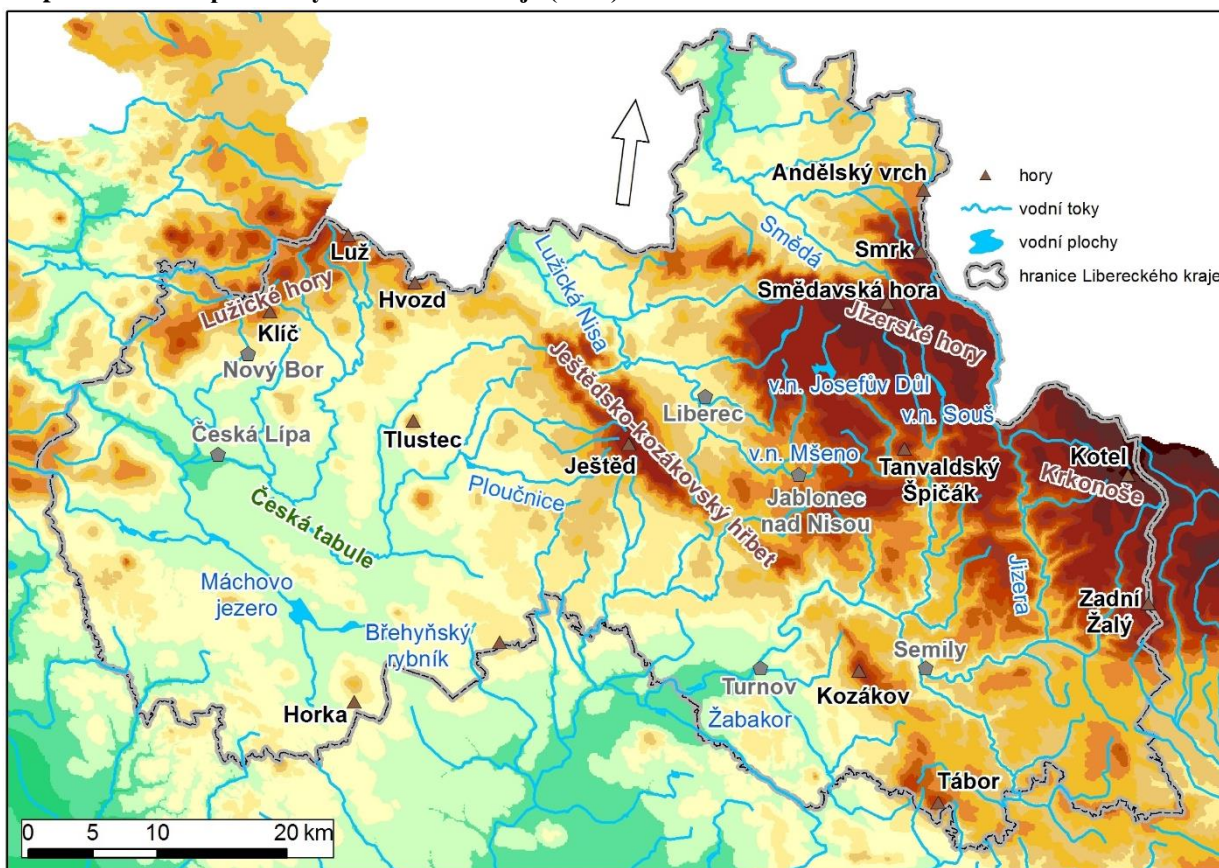 Andělský vrch
hory
vodní toky
vodní plochy
hranice Libereckého kraje
Smědá
Smrk
Luž
Lužická Nisa
Hvozd
Smědavská hora
Lužické hory
Klíč
Jizerské hory
Nový Bor
Ještědsko-kozákovský hřbet
v.n. Josefův Důl
Liberec
v.n. Souš
Česká Lípa
Tlustec
Ještěd
v.n. Mšeno
Tanvaldský
Špičák
Kotel
Krkonoše
Ploučnice
Jablonec
nad Nisou
Česká tabule
Jizera
Máchovo
jezero
Zadní
Žalý
Břehyňský
rybník
Semily
Turnov
Kozákov
Horka
Žabakor
Tábor
0 5 10 20 km